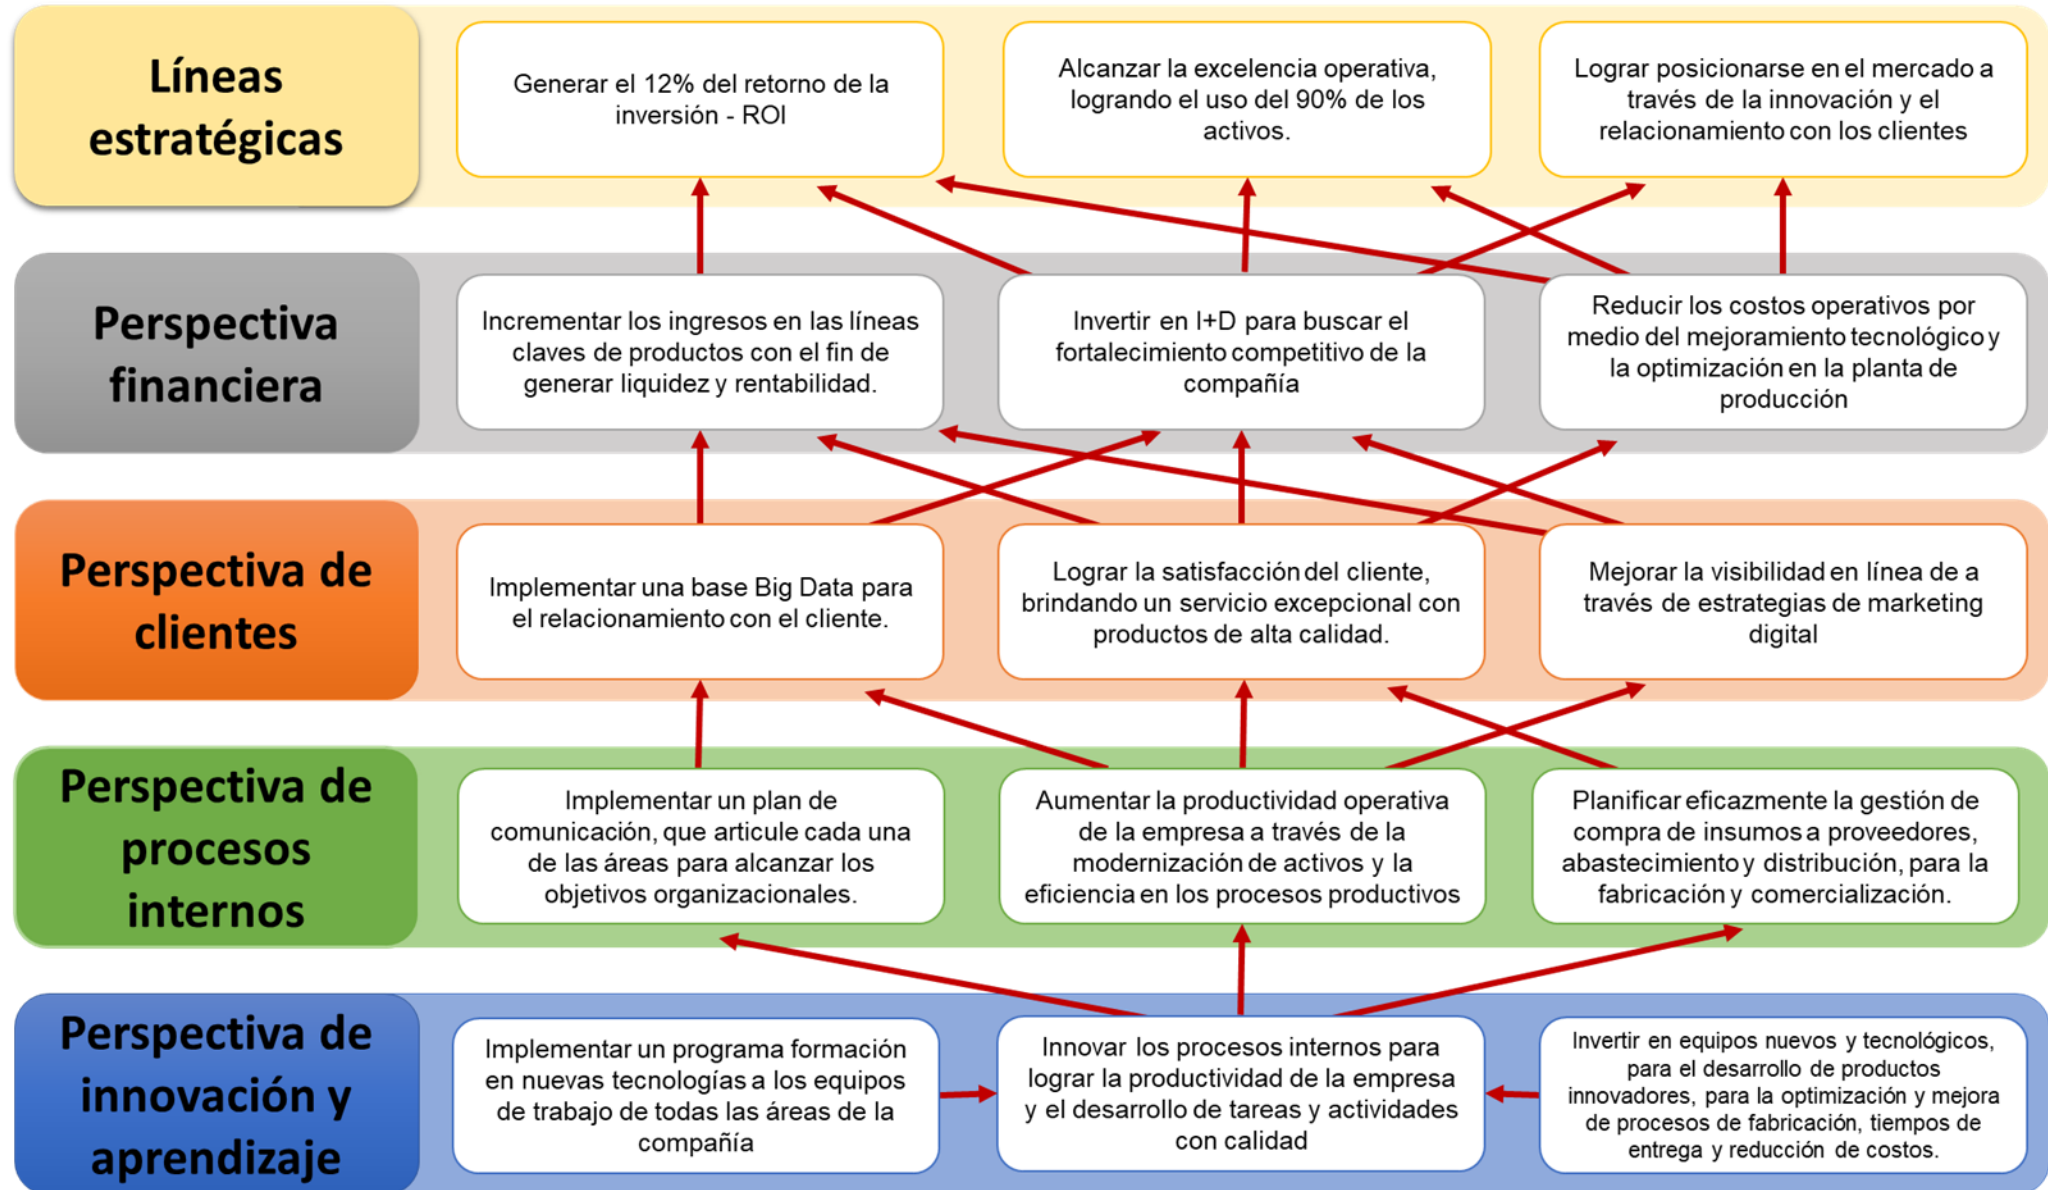 Líneas
estratégicas
Generar el 12% del retorno de la
inversión - ROI
Alcanzar la excelencia operativa,
logrando el uso del 90% de los
activos.
Lograr posicionarse en el mercado a
través de la innovación y el
relacionamiento con los clientes
Perspectiva
financiera
Incrementar los ingresos en las líneas
claves de productos con el fin de
generar liquidez y rentabilidad.
Invertir en I+D para buscar el
fortalecimiento competitivo de la
compañía
Reducir los costos operativos por
medio del mejoramiento tecnológico y
la optimización en la planta de
producción
Perspectiva de
clientes
Implementar una base Big Data para
el relacionamiento con el cliente.
Lograr la satisfacción del cliente,
brindando un servicio excepcional con
productos de alta calidad.
Mejorar la visibilidad en línea de a
través de estrategias de marketing
digital
Perspectiva de
procesos
internos
Implementar un plan de
comunicación, que articule cada una
de las áreas para alcanzar los
objetivos organizacionales.
Aumentar la productividad operativa
de la empresa a través de la
modernización de activos y la
eficiencia en los procesos productivos
Planificar eficazmente la gestión de
compra de insumos a proveedores,
abastecimiento y distribución, para la
fabricación y comercialización.
Perspectiva de
innovación y
aprendizaje
Implementar un programa formación
en nuevas tecnologías a los equipos
de trabajo de todas las áreas de la
compañía
Innovar los procesos internos para
lograr la productividad de la empresa
y el desarrollo de tareas y actividades
con calidad
Invertir en equipos nuevos y tecnológicos,
para el desarrollo de productos
innovadores, para la optimización y mejora
de procesos de fabricación, tiempos de
entrega y reducción de costos.